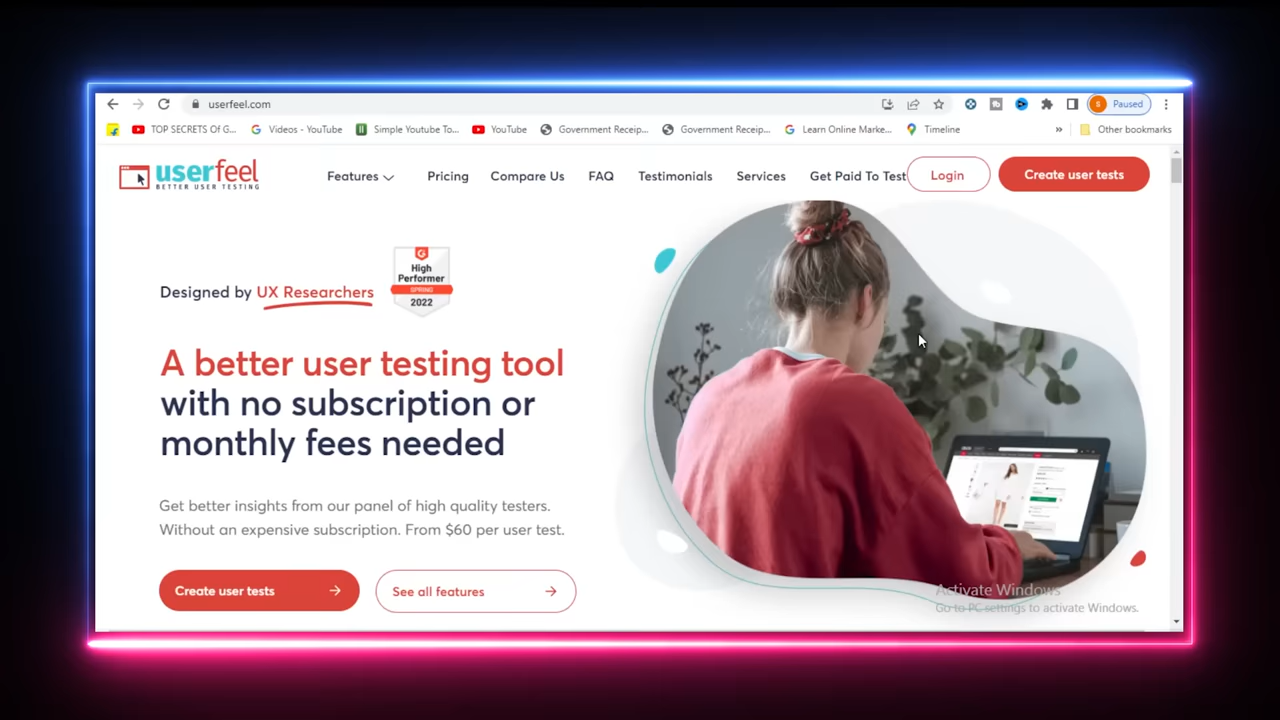 userfeel.com
S Paused
TOP SECRETS Of G...
Videos - YouTube
Simple Youtube To...
YouTube
Government Receip...
Government Receip...
Learn Online Marke...
Timeline
» Other bookmarks
userfeel
BETTER USER TESTING
Features
Pricing
Compare Us
FAQ
Testimonials
Services
Get Paid To Test
Login
Create user tests
Designed by UX Researchers
High
Performer
SPRING
2022
A better user testing tool
with no subscription or
monthly fees needed
Get better insights from our panel of high quality testers.
Without an expensive subscription. From $60 per user test.
Create user tests →
See all features →
Activate Windows
Go to PC settings to activate Windows.